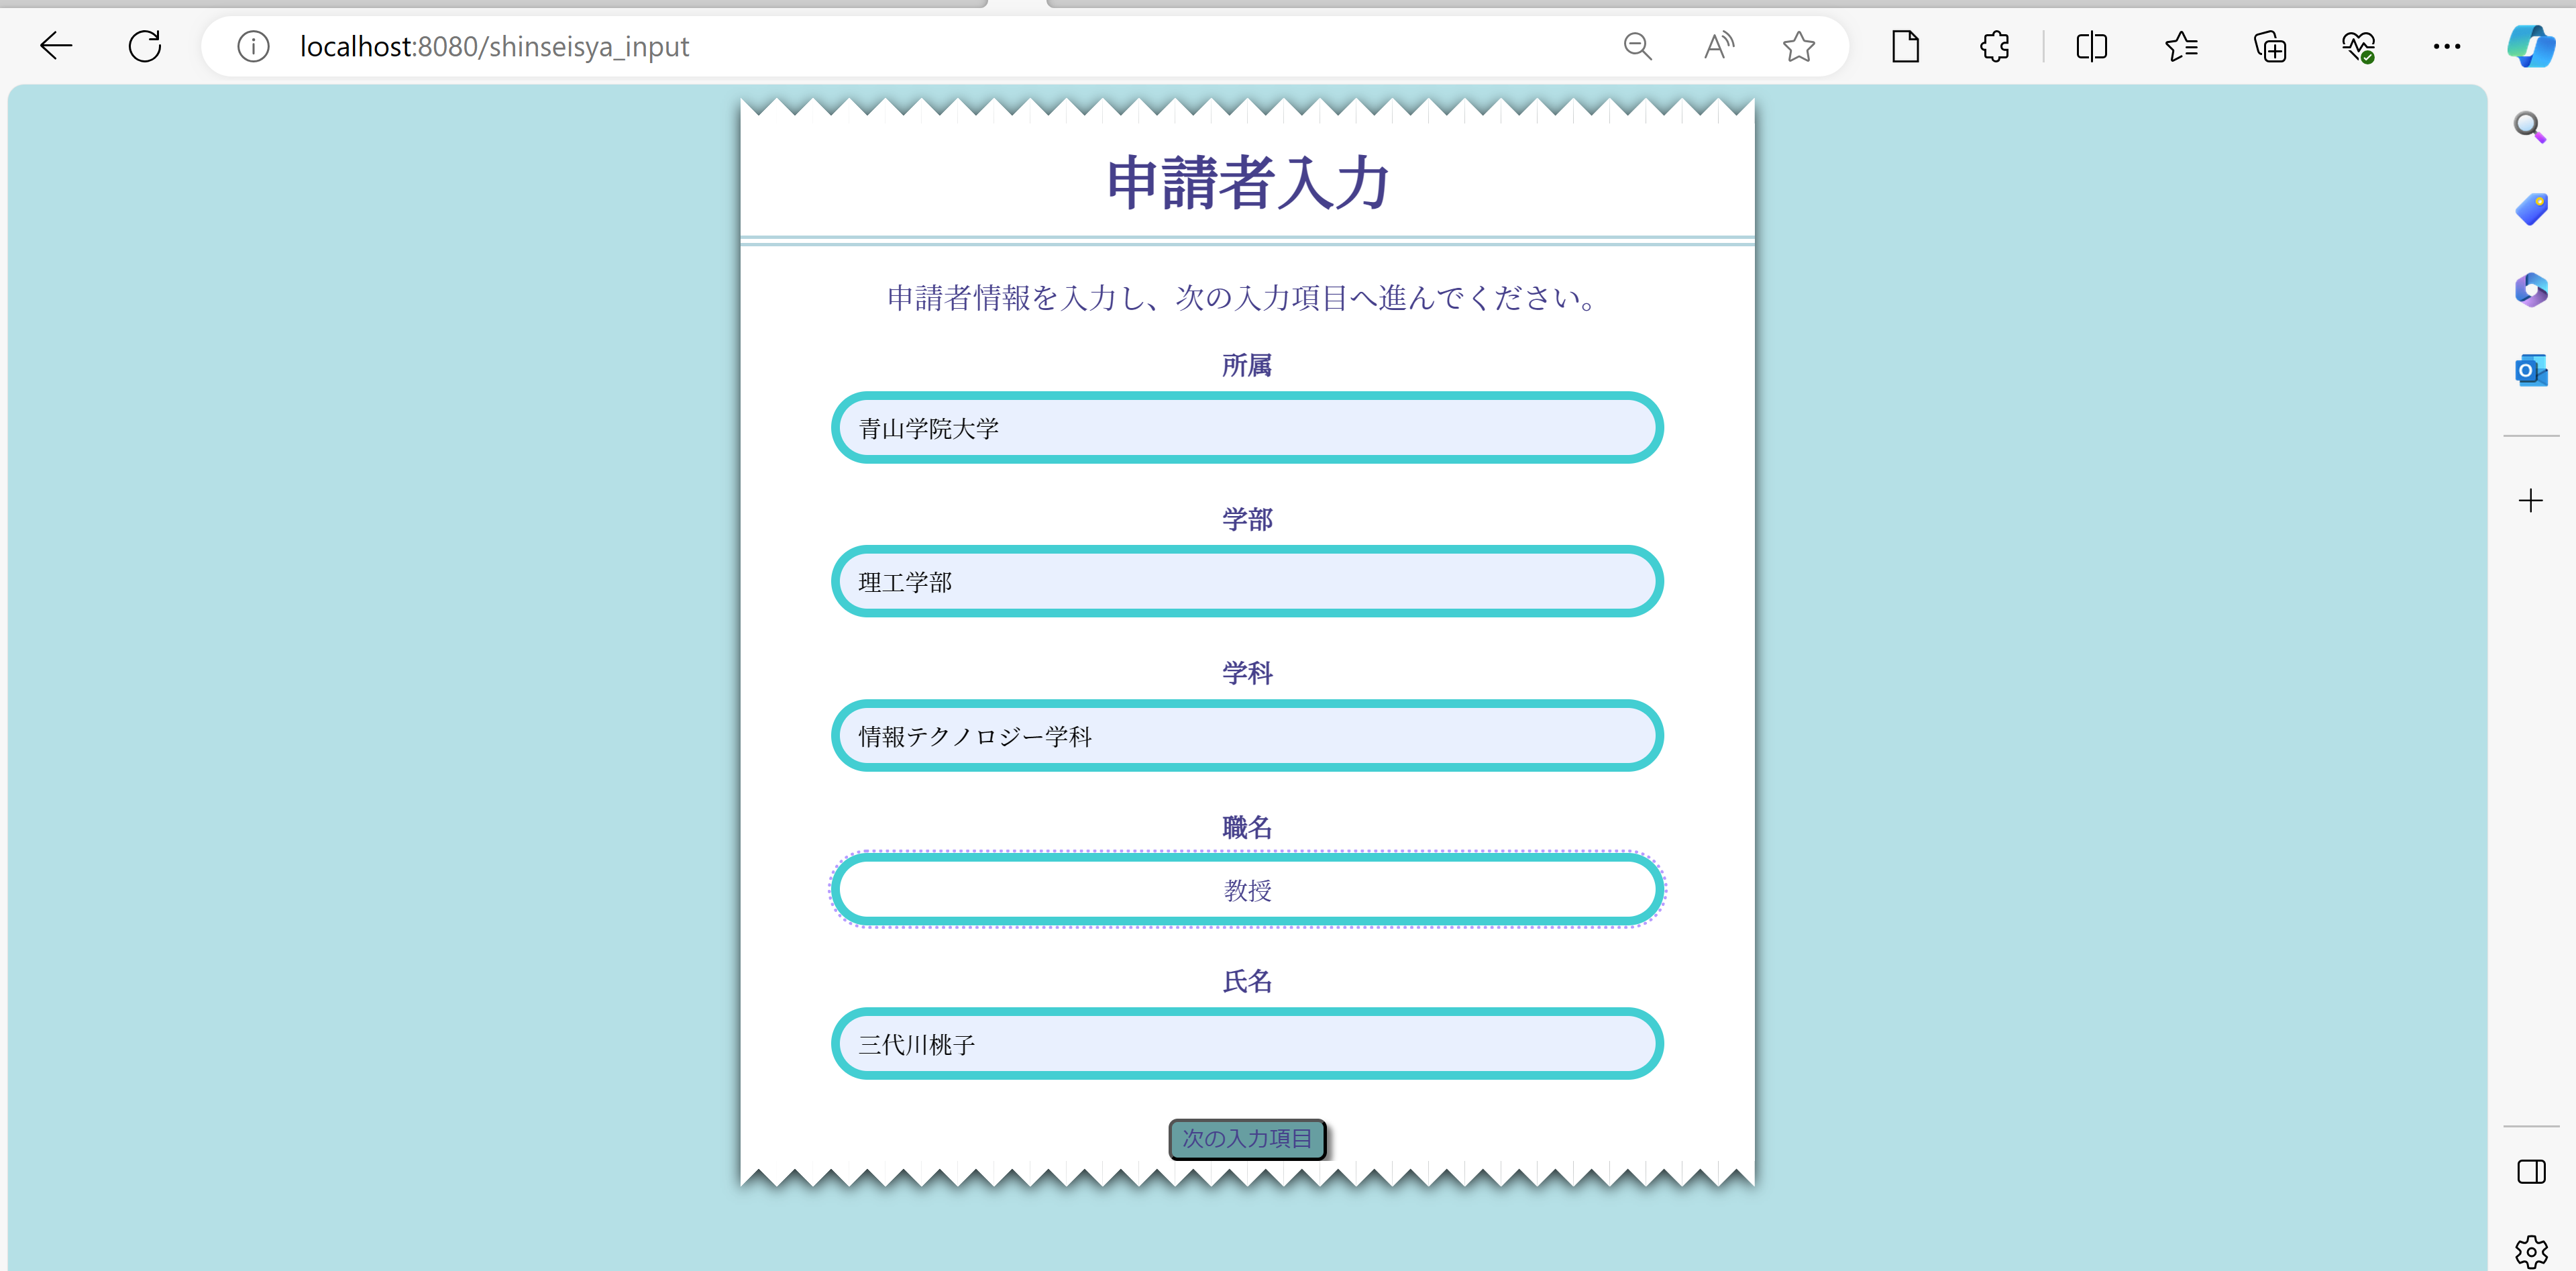 localhost:8080/shinseisya_input
申請者入力
申請者情報を入力し、次の入力項目へ進んでください。
所属
青山学院大学
学部
理工学部
学科
情報テクノロジー学科
職名
教授
氏名
三代川桃子
次の入力項目